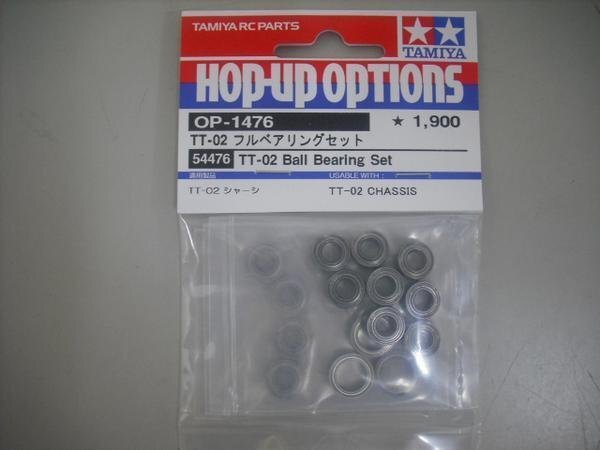 TAMIYA RC PARTS
TAMIYA
HOP-UP OPTIONS
OP-1476
★ 1,900
TT-02 フルベアリングセット
54476 TT-02 Ball Bearing Set
適用製品
USABLE WITH :
TT-02 シャーシ
TT-02 CHASSIS